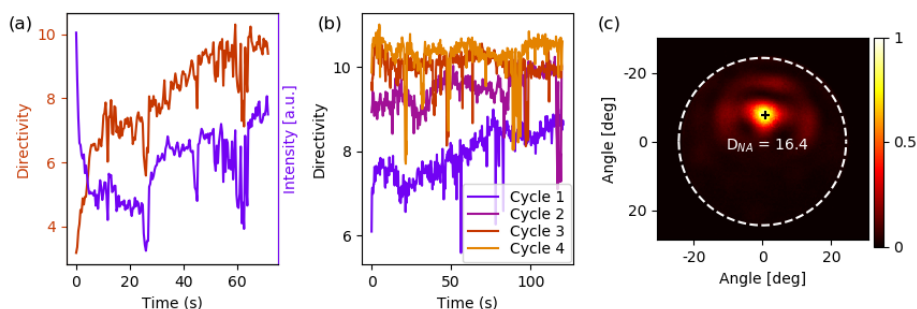 (a)
10
8
6
4
Directivity
0
20
40
60
Time (s)
Intensity [a.u.]
(b)
10
8
6
Directivity
0
50
100
Time (s)
Cycle 1
Cycle 2
Cycle 3
Cycle 4
(c)
-20
0
20
Angle [deg]
-20
0
20
Angle [deg]
D_NA = 16.4
1
0.5
0